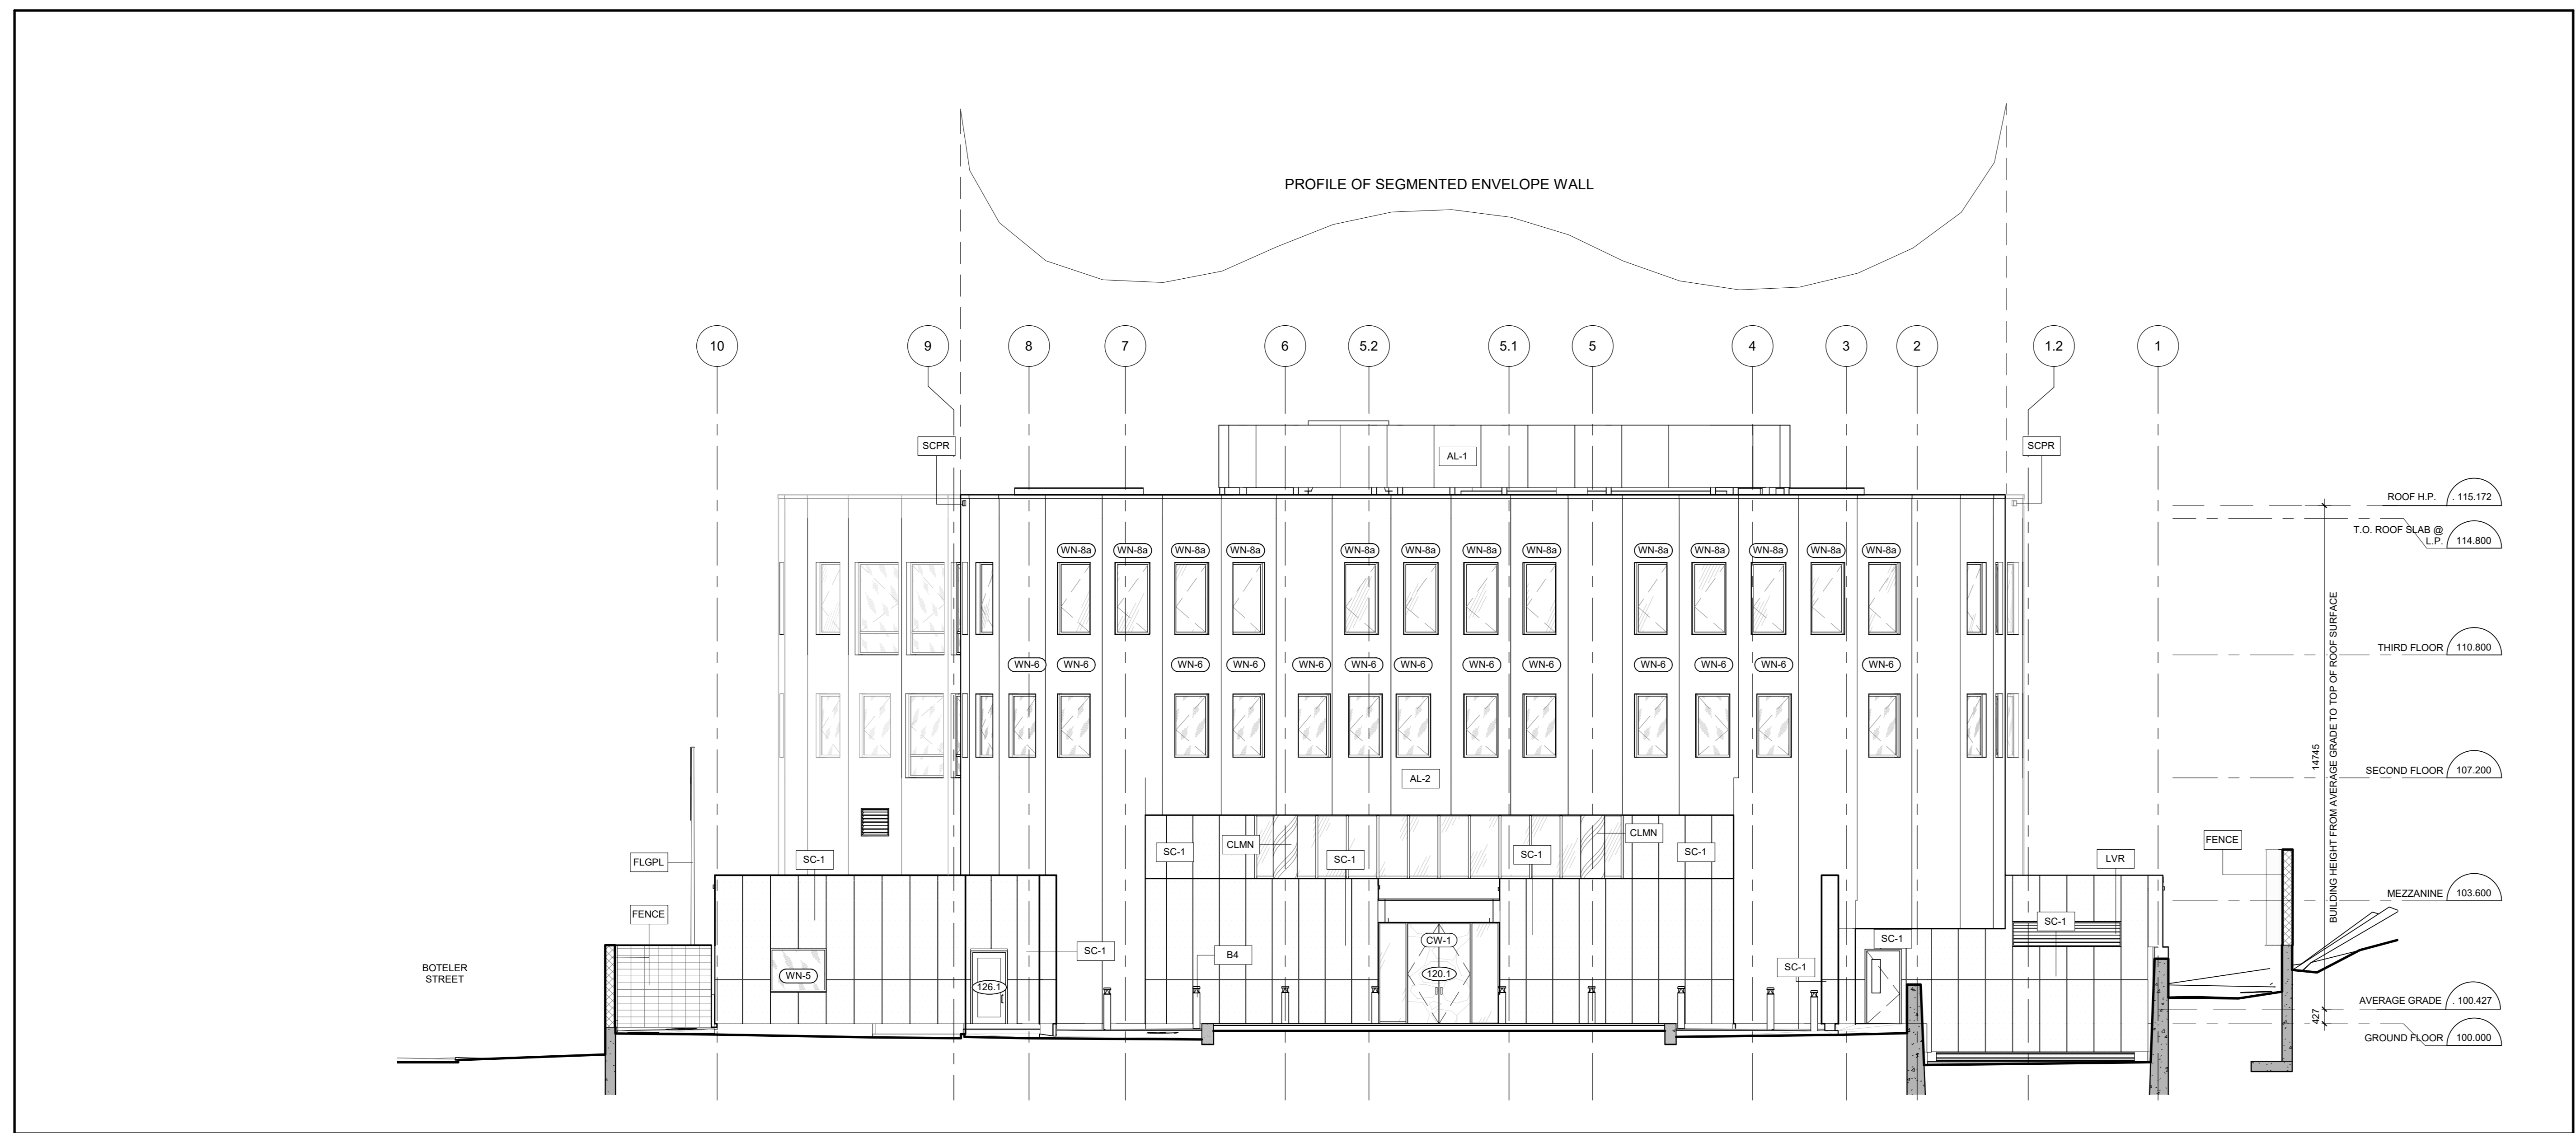 PROFILE OF SEGMENTED ENVELOPE WALL
10
9
8
7
6
5.2
5.1
5
4
3
2
1.2
1
SCPR
SCPR
AL-1
ROOF H.P.
. 115.172
T.O. ROOF SLAB @
L.P.
114.800
WN-8a
WN-8a
WN-8a
WN-8a
WN-8a
WN-8a
WN-8a
WN-8a
WN-8a
WN-8a
WN-8a
WN-8a
WN-8a
THIRD FLOOR
110.800
WN-6
WN-6
WN-6
WN-6
WN-6
WN-6
WN-6
WN-6
WN-6
WN-6
WN-6
WN-6
WN-6
14745
BUILDING HEIGHT FROM AVERAGE GRADE TO TOP OF ROOF SURFACE
SECOND FLOOR
107.200
AL-2
FLGPL
SC-1
SC-1
CLMN
SC-1
SC-1
CLMN
SC-1
LVR
FENCE
MEZZANINE
103.600
FENCE
SC-1
SC-1
SC-1
B4
CW-1
120.1
SC-1
BOTELER
STREET
WN-5
126.1
AVERAGE GRADE
. 100.427
427
GROUND FLOOR
100.000